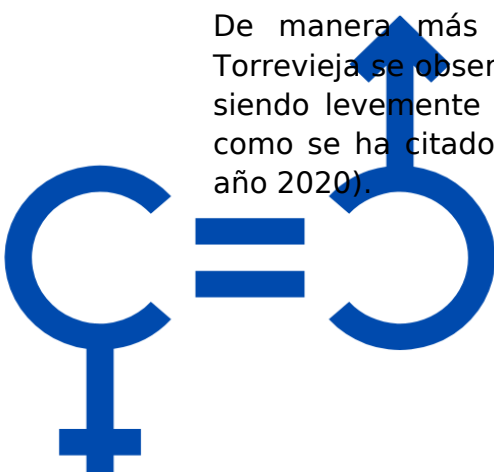 De manera más
Torrevieja se obser
siendo levemente
como se ha citado
año 2020).